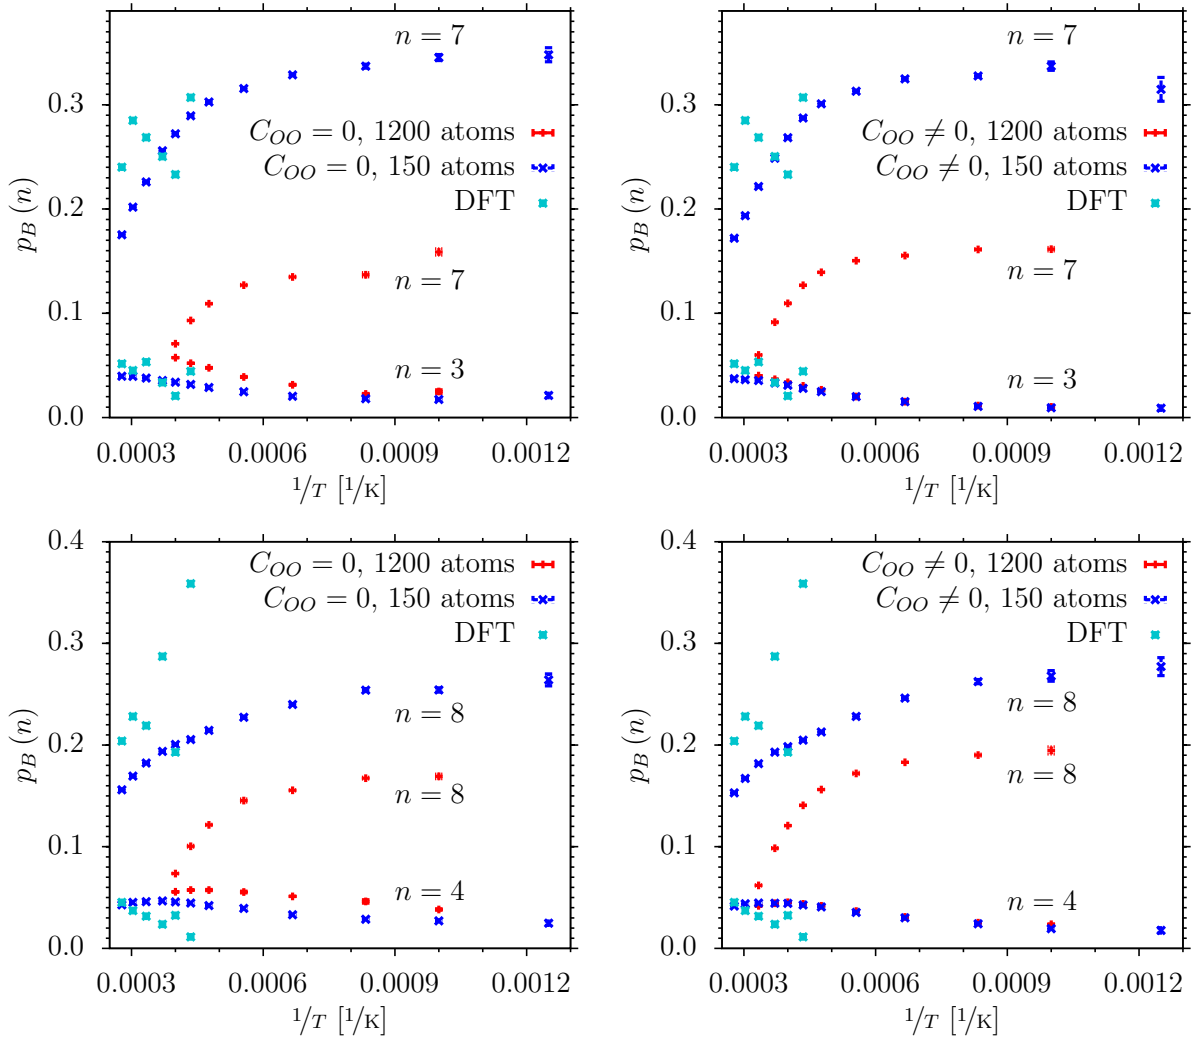 n = 7
0.3
C_OO = 0, 1200 atoms
C_OO = 0, 150 atoms
DFT
0.2
p_B (n)
n = 7
0.1
n = 3
0.0
0.0003 0.0006 0.0009 0.0012
1/T [1/K]
n = 7
0.3
C_OO ≠ 0, 1200 atoms
C_OO ≠ 0, 150 atoms
DFT
0.2
p_B (n)
n = 7
0.1
n = 3
0.0
0.0003 0.0006 0.0009 0.0012
1/T [1/K]
0.4
C_OO = 0, 1200 atoms
C_OO = 0, 150 atoms
DFT
0.3
n = 8
p_B (n)
0.2
n = 8
0.1
n = 4
0.0
0.0003 0.0006 0.0009 0.0012
1/T [1/K]
0.4
C_OO ≠ 0, 1200 atoms
C_OO ≠ 0, 150 atoms
DFT
0.3
n = 8
p_B (n)
0.2
n = 8
0.1
n = 4
0.0
0.0003 0.0006 0.0009 0.0012
1/T [1/K]